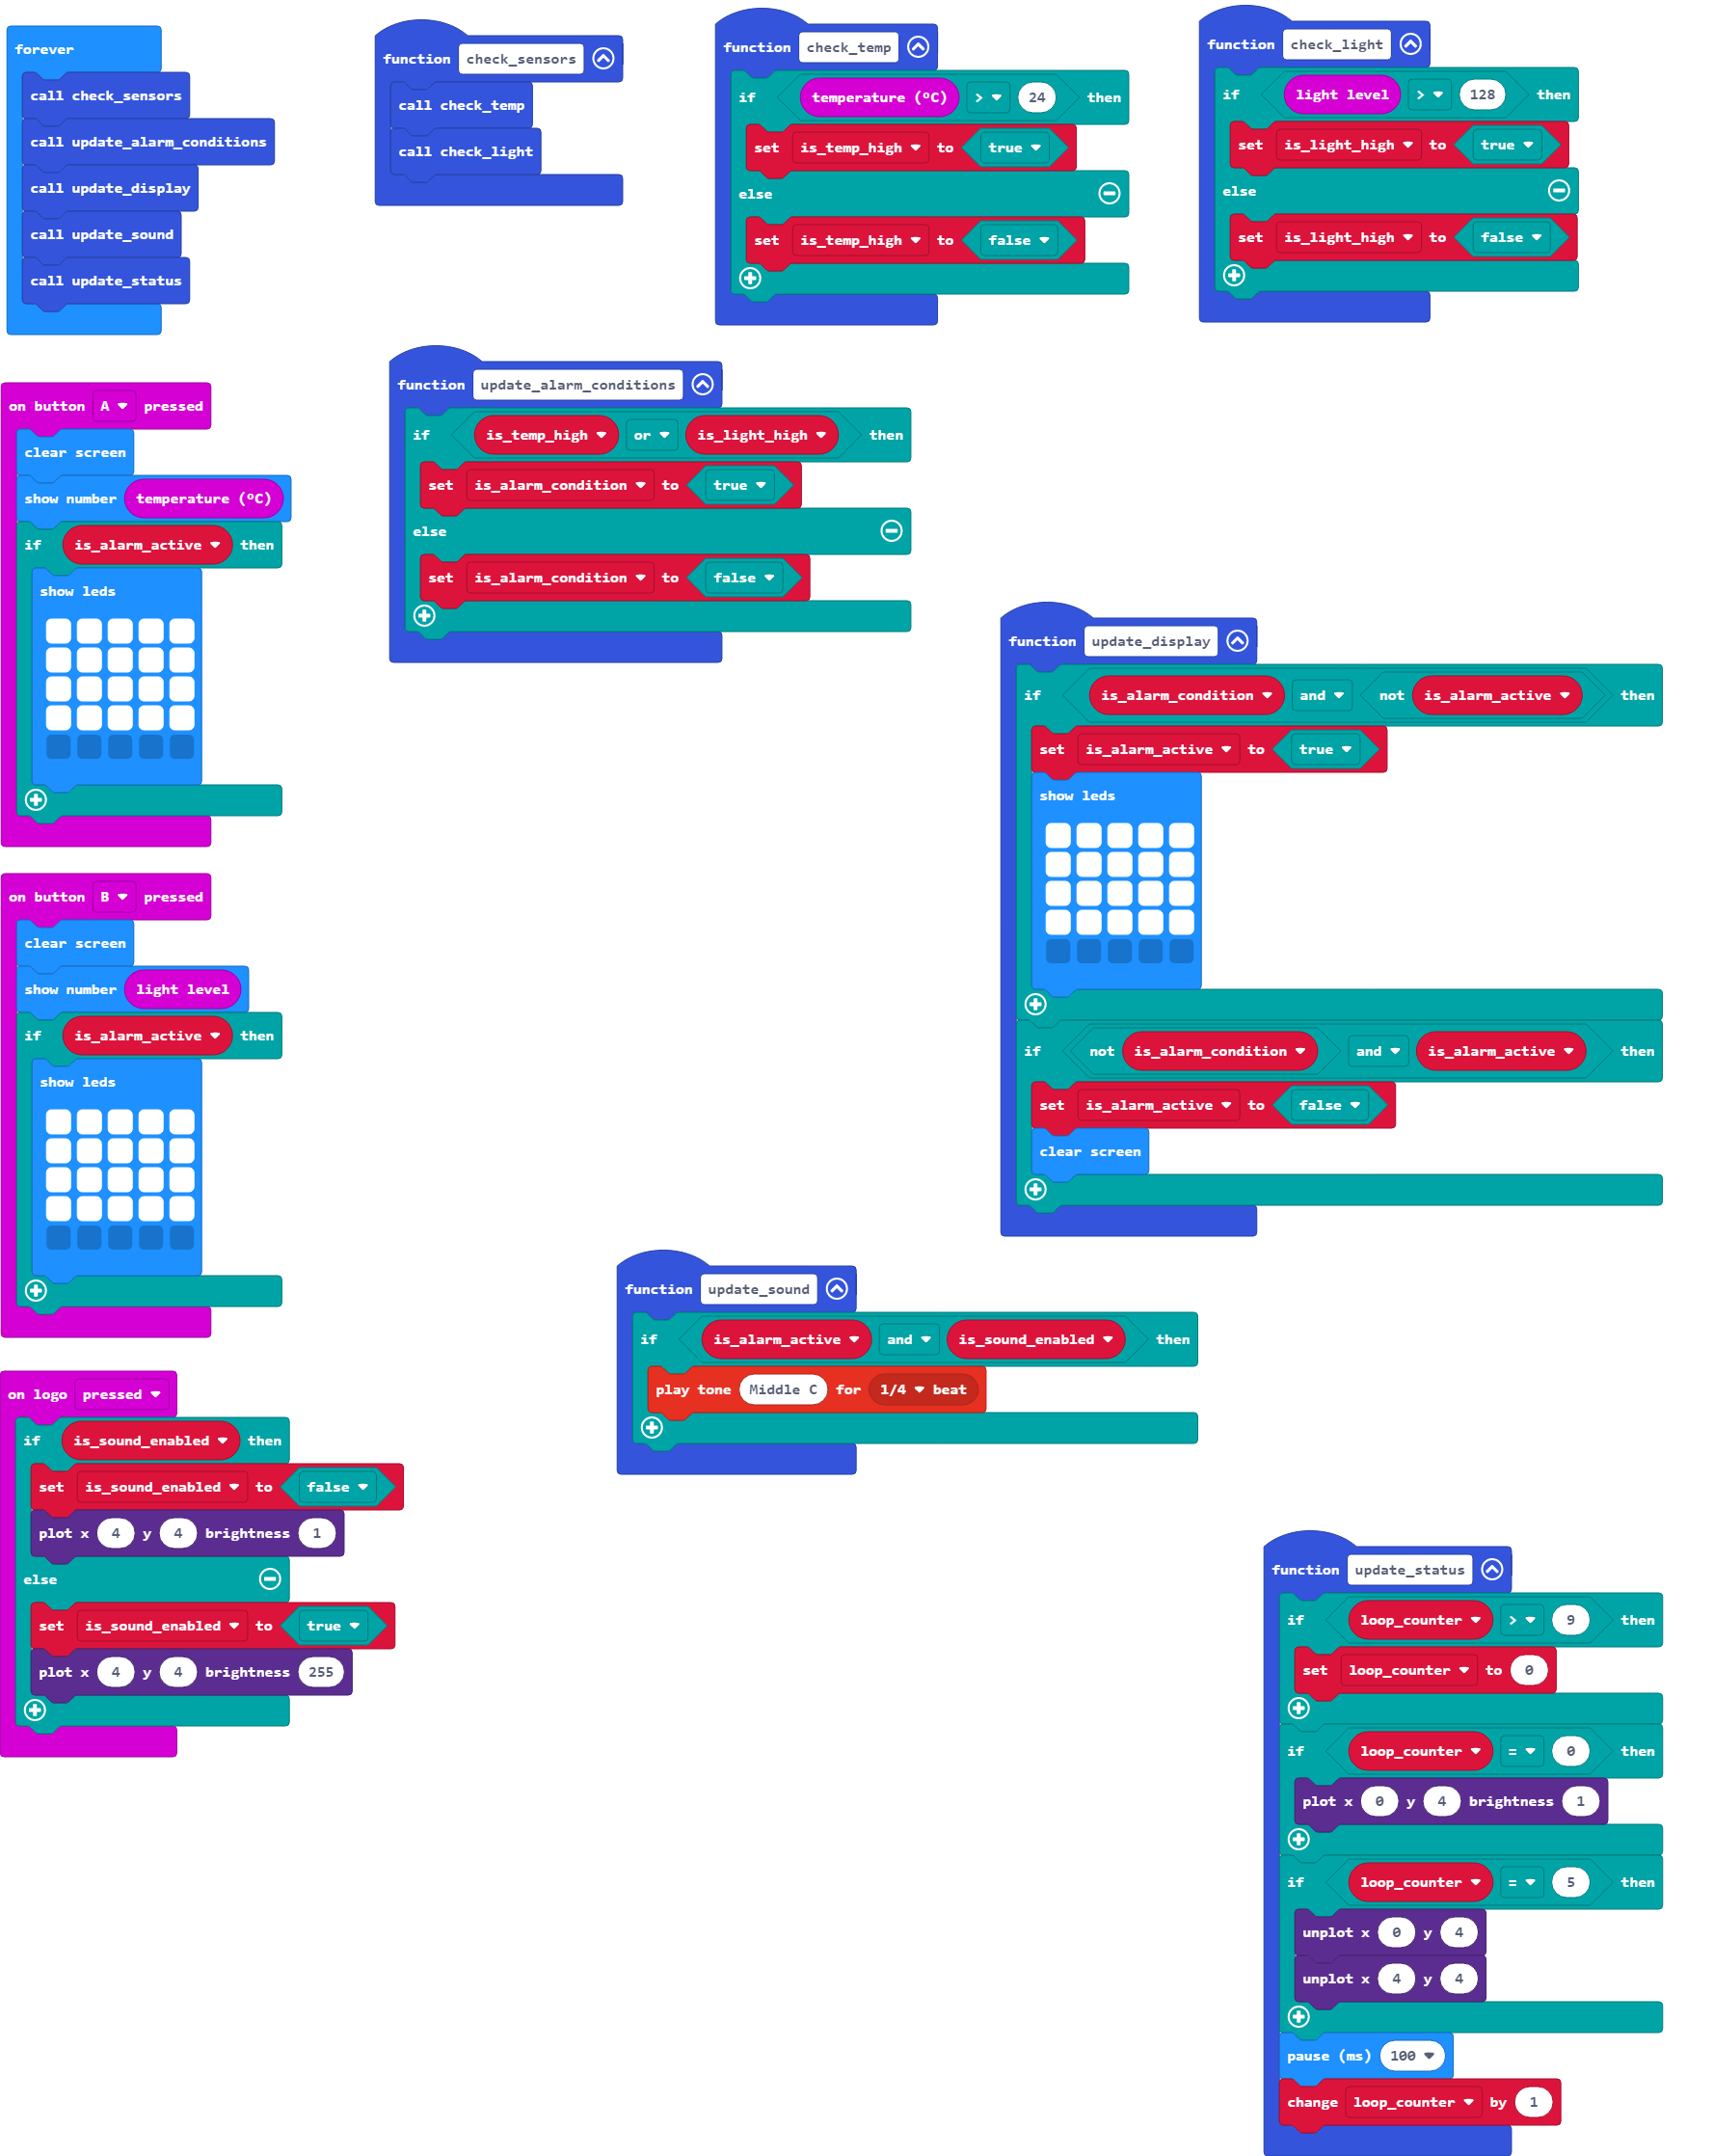 forever
call check_sensors
call update_alarm_conditions
call update_display
call update_sound
call update_status
function check_sensors
call check_temp
call check_light
function check_temp
if temperature (ºC) > 24 then
set is_temp_high to true
else
set is_temp_high to false
function check_light
if light level > 128 then
set is_light_high to true
else
set is_light_high to false
on button A pressed
clear screen
show number temperature (ºC)
if is_alarm_active then
show leds
function update_alarm_conditions
if is_temp_high or is_light_high then
set is_alarm_condition to true
else
set is_alarm_condition to false
function update_display
if is_alarm_condition and not is_alarm_active then
set is_alarm_active to true
show leds
if not is_alarm_condition and is_alarm_active then
set is_alarm_active to false
clear screen
on button B pressed
clear screen
show number light level
if is_alarm_active then
show leds
function update_sound
if is_alarm_active and is_sound_enabled then
play tone Middle C for 1/4 beat
on logo pressed
if is_sound_enabled then
set is_sound_enabled to false
plot x 4 y 4 brightness 1
else
set is_sound_enabled to true
plot x 4 y 4 brightness 255
function update_status
if loop_counter > 9 then
set loop_counter to 0
if loop_counter = 0 then
plot x 0 y 4 brightness 1
if loop_counter = 5 then
unplot x 0 y 4
unplot x 4 y 4
pause (ms) 100
change loop_counter by 1